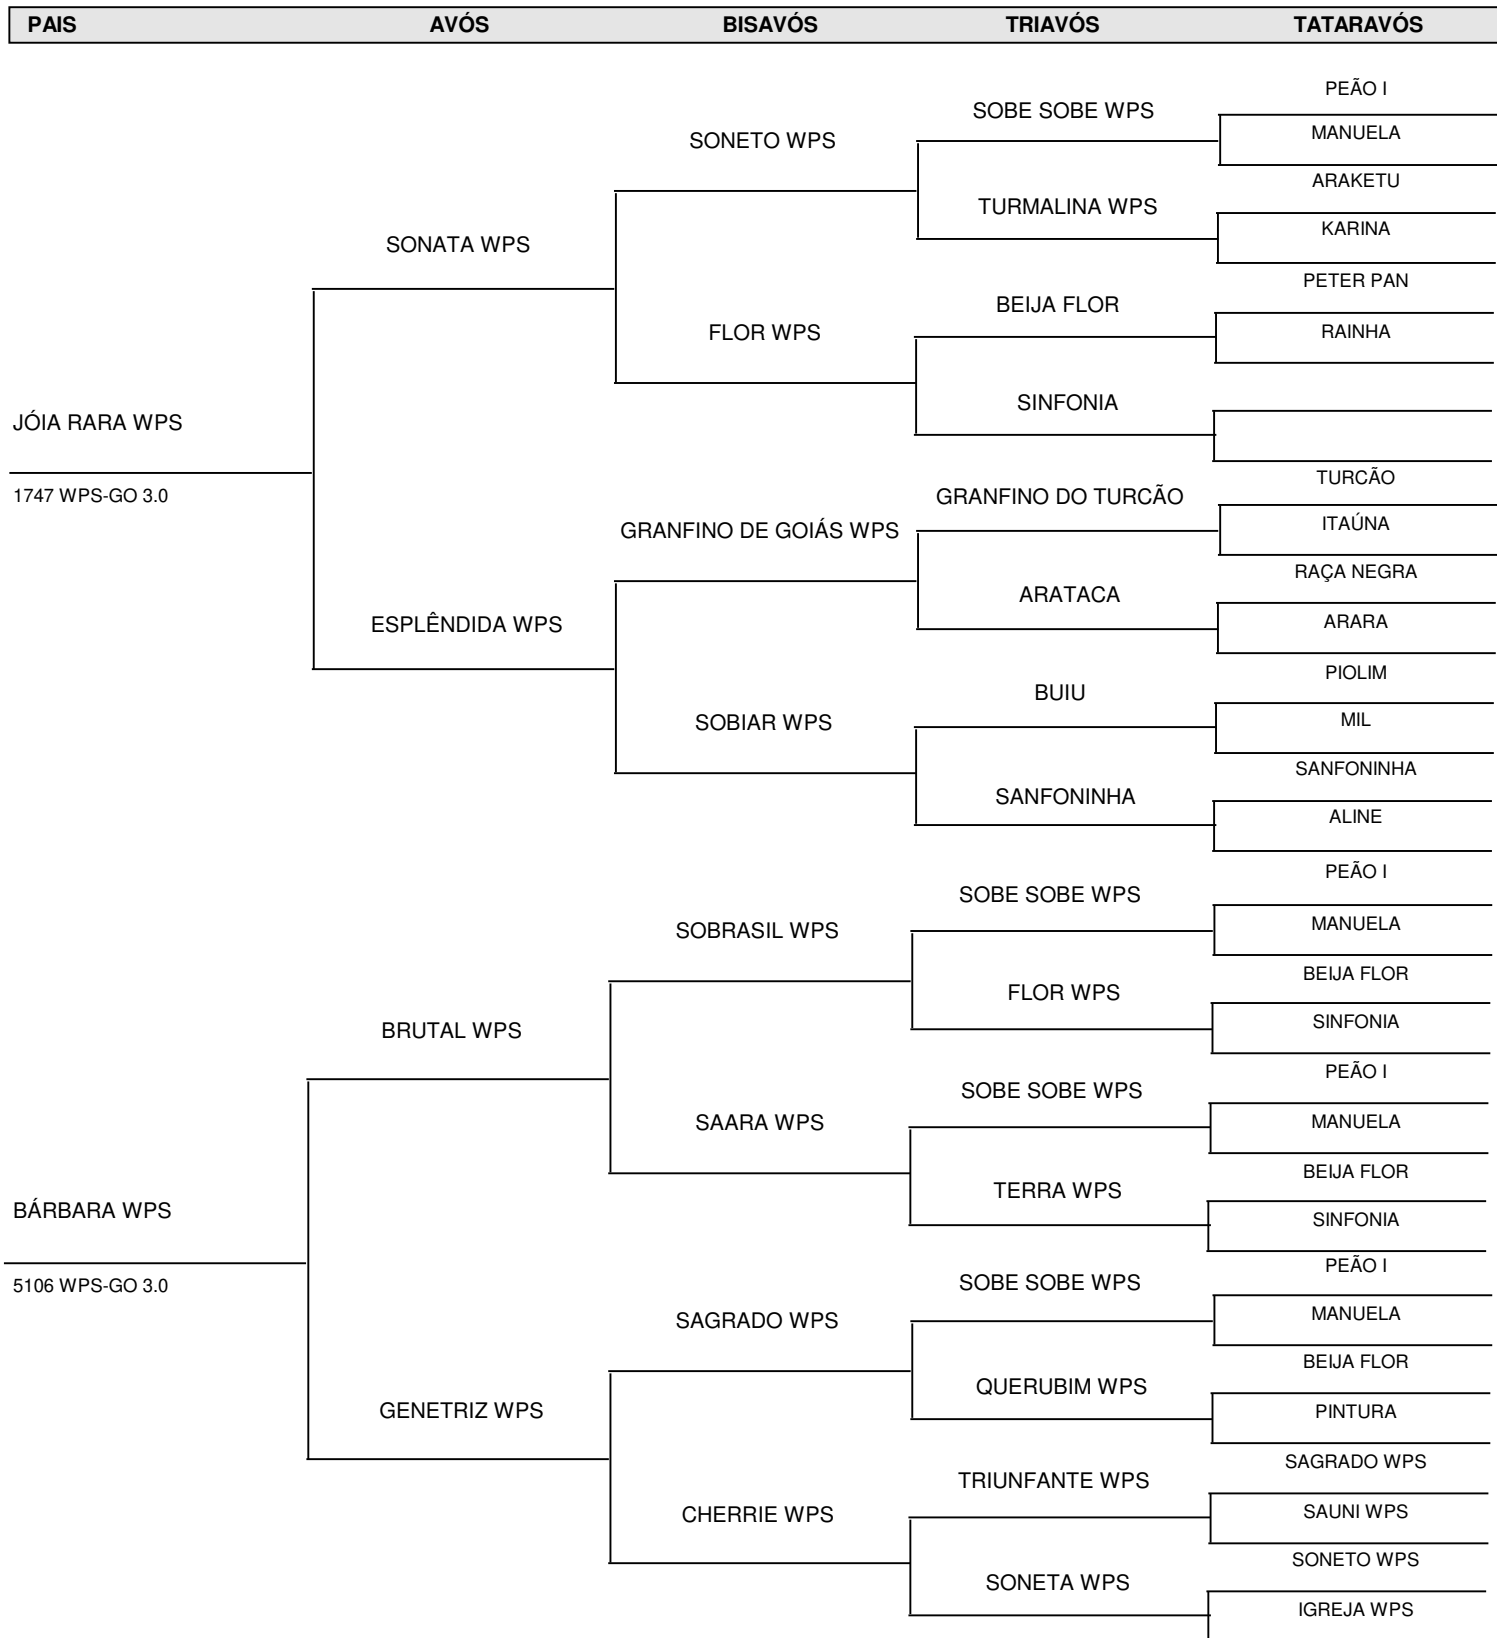 PAIS AVÓS BISAVÓS TRIAVÓS TATARAVÓS
PEÃO I
SOBE SOBE WPS
MANUELA
SONETO WPS
ARAKETU
TURMALINA WPS
KARINA
SONATA WPS
PETER PAN
BEIJA FLOR
RAINHA
FLOR WPS
SINFONIA
JÓIA RARA WPS
TURCÃO
1747 WPS-GO 3.0
GRANFINO DO TURCÃO
ITAÚNA
GRANFINO DE GOIÁS WPS
RAÇA NEGRA
ARATACA
ARARA
ESPLÊNDIDA WPS
PIOLIM
BUIU
MIL
SOBIAR WPS
SANFONINHA
SANFONINHA
ALINE
PEÃO I
SOBE SOBE WPS
MANUELA
SOBRASIL WPS
BEIJA FLOR
FLOR WPS
SINFONIA
BRUTAL WPS
PEÃO I
SOBE SOBE WPS
MANUELA
SAARA WPS
BEIJA FLOR
TERRA WPS
BÁRBARA WPS
SINFONIA
PEÃO I
5106 WPS-GO 3.0
SOBE SOBE WPS
MANUELA
SAGRADO WPS
BEIJA FLOR
QUERUBIM WPS
GENETRIZ WPS
PINTURA
SAGRADO WPS
TRIUNFANTE WPS
SAUNI WPS
CHERRIE WPS
SONETO WPS
SONETA WPS
IGREJA WPS